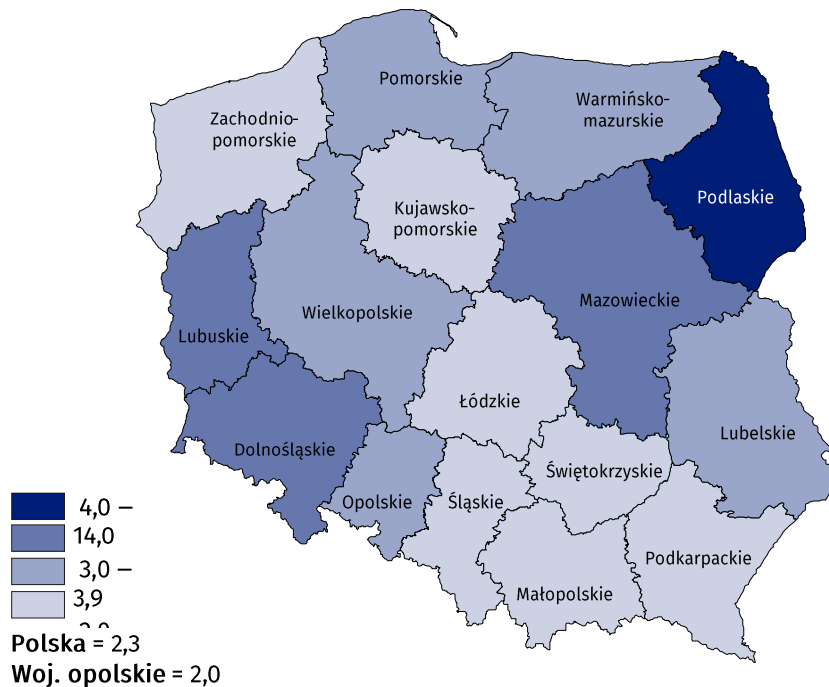 Pomorskie
Warmińsko-
mazurskie
Zachodnio-
pomorskie
Podlaskie
Kujawsko-
pomorskie
Mazowieckie
Wielkopolskie
Lubuskie
Łódzkie
Lubelskie
Dolnośląskie
Świętokrzyskie
Opolskie
Śląskie
Podkarpackie
Małopolskie
4,0 –
14,0
3,0 –
3,9
Polska = 2,3
Woj. opolskie = 2,0